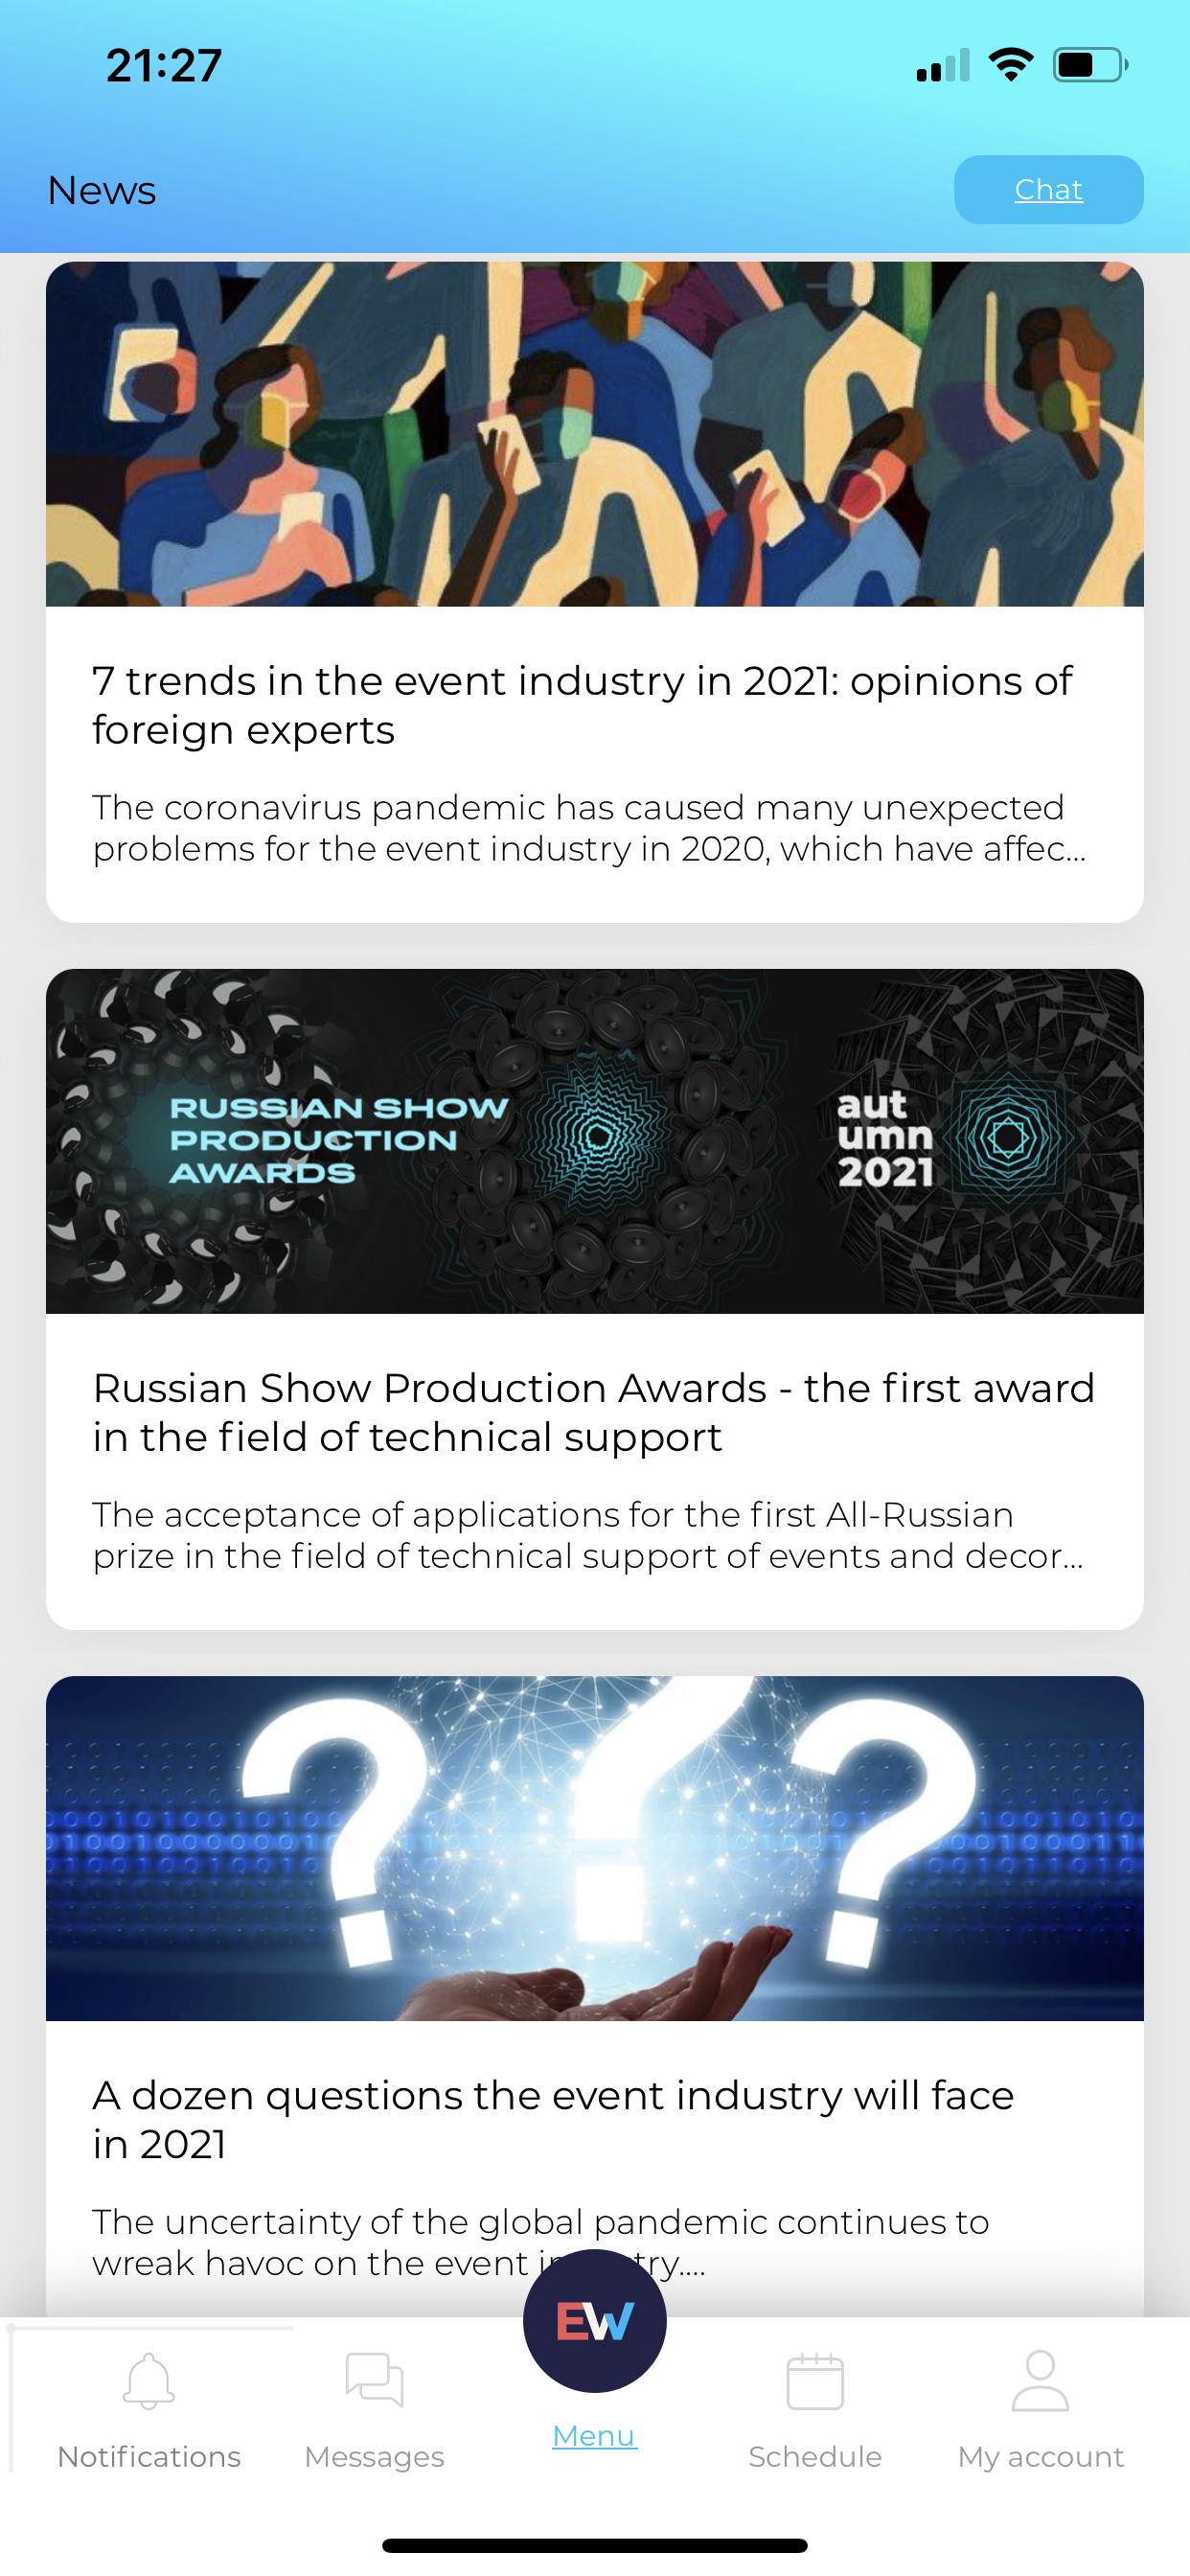 21:27
News
Chat
7 trends in the event industry in 2021: opinions of
foreign experts
The coronavirus pandemic has caused many unexpected
problems for the event industry in 2020, which have affec...
RUSSIAN SHOW
PRODUCTION
AWARDS
aut
umn
2021
Russian Show Production Awards - the first award
in the field of technical support
The acceptance of applications for the first All-Russian
prize in the field of technical support of events and decor...
A dozen questions the event industry will face
in 2021
The uncertainty of the global pandemic continues to
wreak havoc on the event
EW
Notifications
Messages
Menu
Schedule
My account